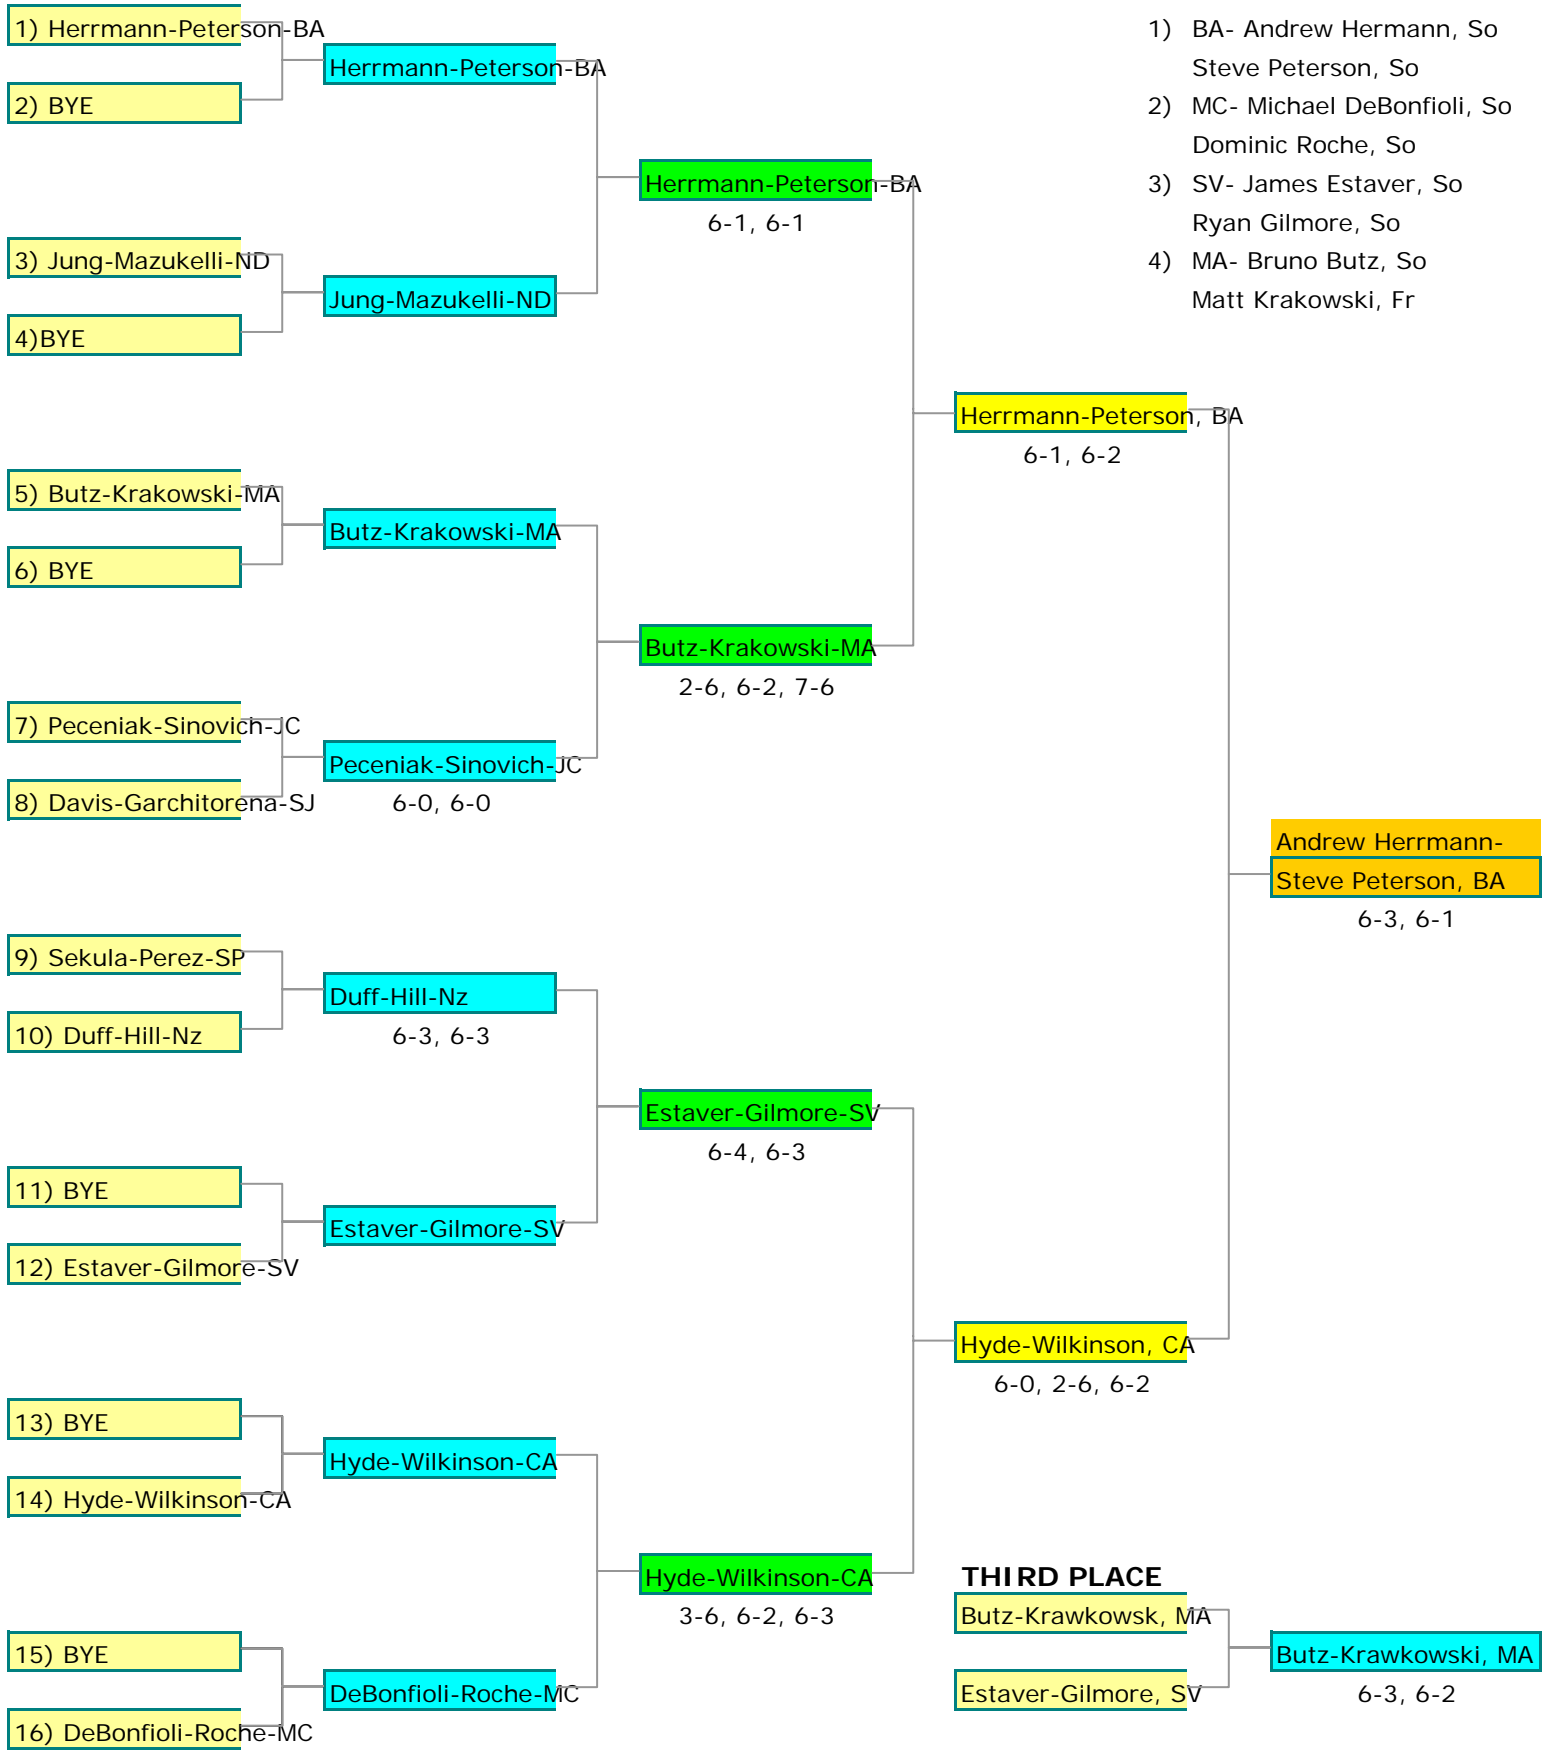 1) Herrmann-Peterson-BA
2) BYE
3) Jung-Mazukelli-ND
4)BYE
5) Butz-Krakowski-MA
6) BYE
7) Peceniak-Sinovich-JC
8) Davis-Garchitorena-SJ
9) Sekula-Perez-SP
10) Duff-Hill-Nz
11) BYE
12) Estaver-Gilmore-SV
13) BYE
14) Hyde-Wilkinson-CA
15) BYE
16) DeBonfioli-Roche-MC
Herrmann-Peterson-BA
Jung-Mazukelli-ND
Butz-Krakowski-MA
Peceniak-Sinovich-JC
6-0, 6-0
Duff-Hill-Nz
6-3, 6-3
Estaver-Gilmore-SV
Hyde-Wilkinson-CA
DeBonfioli-Roche-MC
Herrmann-Peterson-BA
6-1, 6-1
Butz-Krakowski-MA
2-6, 6-2, 7-6
Estaver-Gilmore-SV
6-4, 6-3
Hyde-Wilkinson-CA
3-6, 6-2, 6-3
Herrmann-Peterson, BA
6-1, 6-2
Hyde-Wilkinson, CA
6-0, 2-6, 6-2
Andrew Herrmann-
Steve Peterson, BA
6-3, 6-1
1) BA- Andrew Hermann, So
Steve Peterson, So
2) MC- Michael DeBonfioli, So
Dominic Roche, So
3) SV- James Estaver, So
Ryan Gilmore, So
4) MA- Bruno Butz, So
Matt Krakowski, Fr
THIRD PLACE
Butz-Krawkowsk, MA
Estaver-Gilmore, SV
Butz-Krawkowski, MA
6-3, 6-2